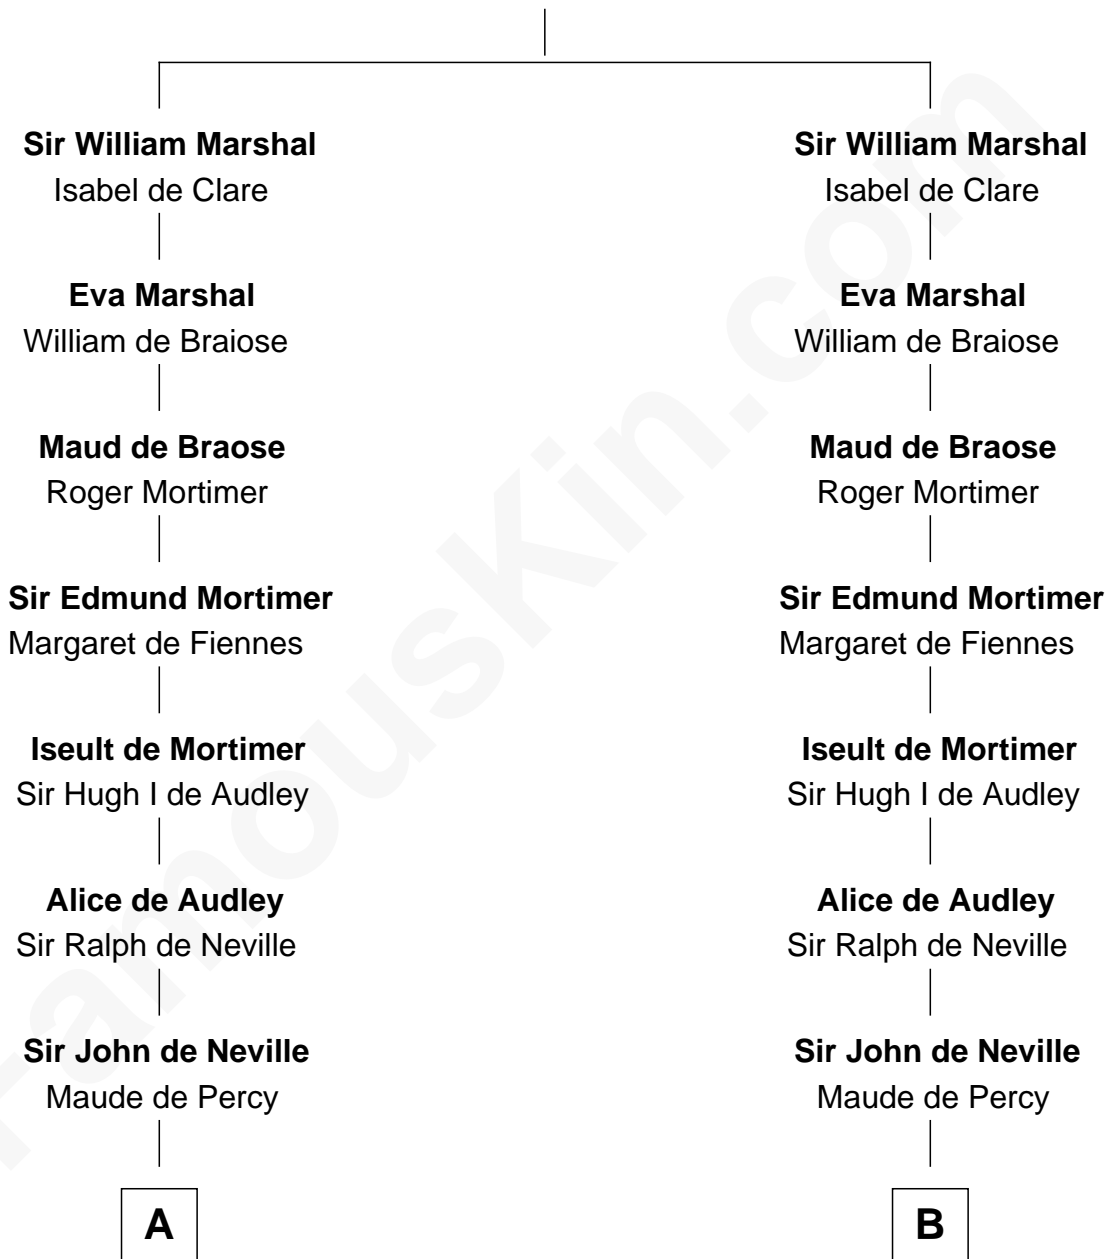 Sir William Marshal
Isabel de Clare
Eva Marshal
William de Braiose
Maud de Braose
Roger Mortimer
Sir Edmund Mortimer
Margaret de Fiennes
Iseult de Mortimer
Sir Hugh I de Audley
Alice de Audley
Sir Ralph de Neville
Sir John de Neville
Maude de Percy
A
Sir William Marshal
Isabel de Clare
Eva Marshal
William de Braiose
Maud de Braose
Roger Mortimer
Sir Edmund Mortimer
Margaret de Fiennes
Iseult de Mortimer
Sir Hugh I de Audley
Alice de Audley
Sir Ralph de Neville
Sir John de Neville
Maude de Percy
B
FamousKin.com